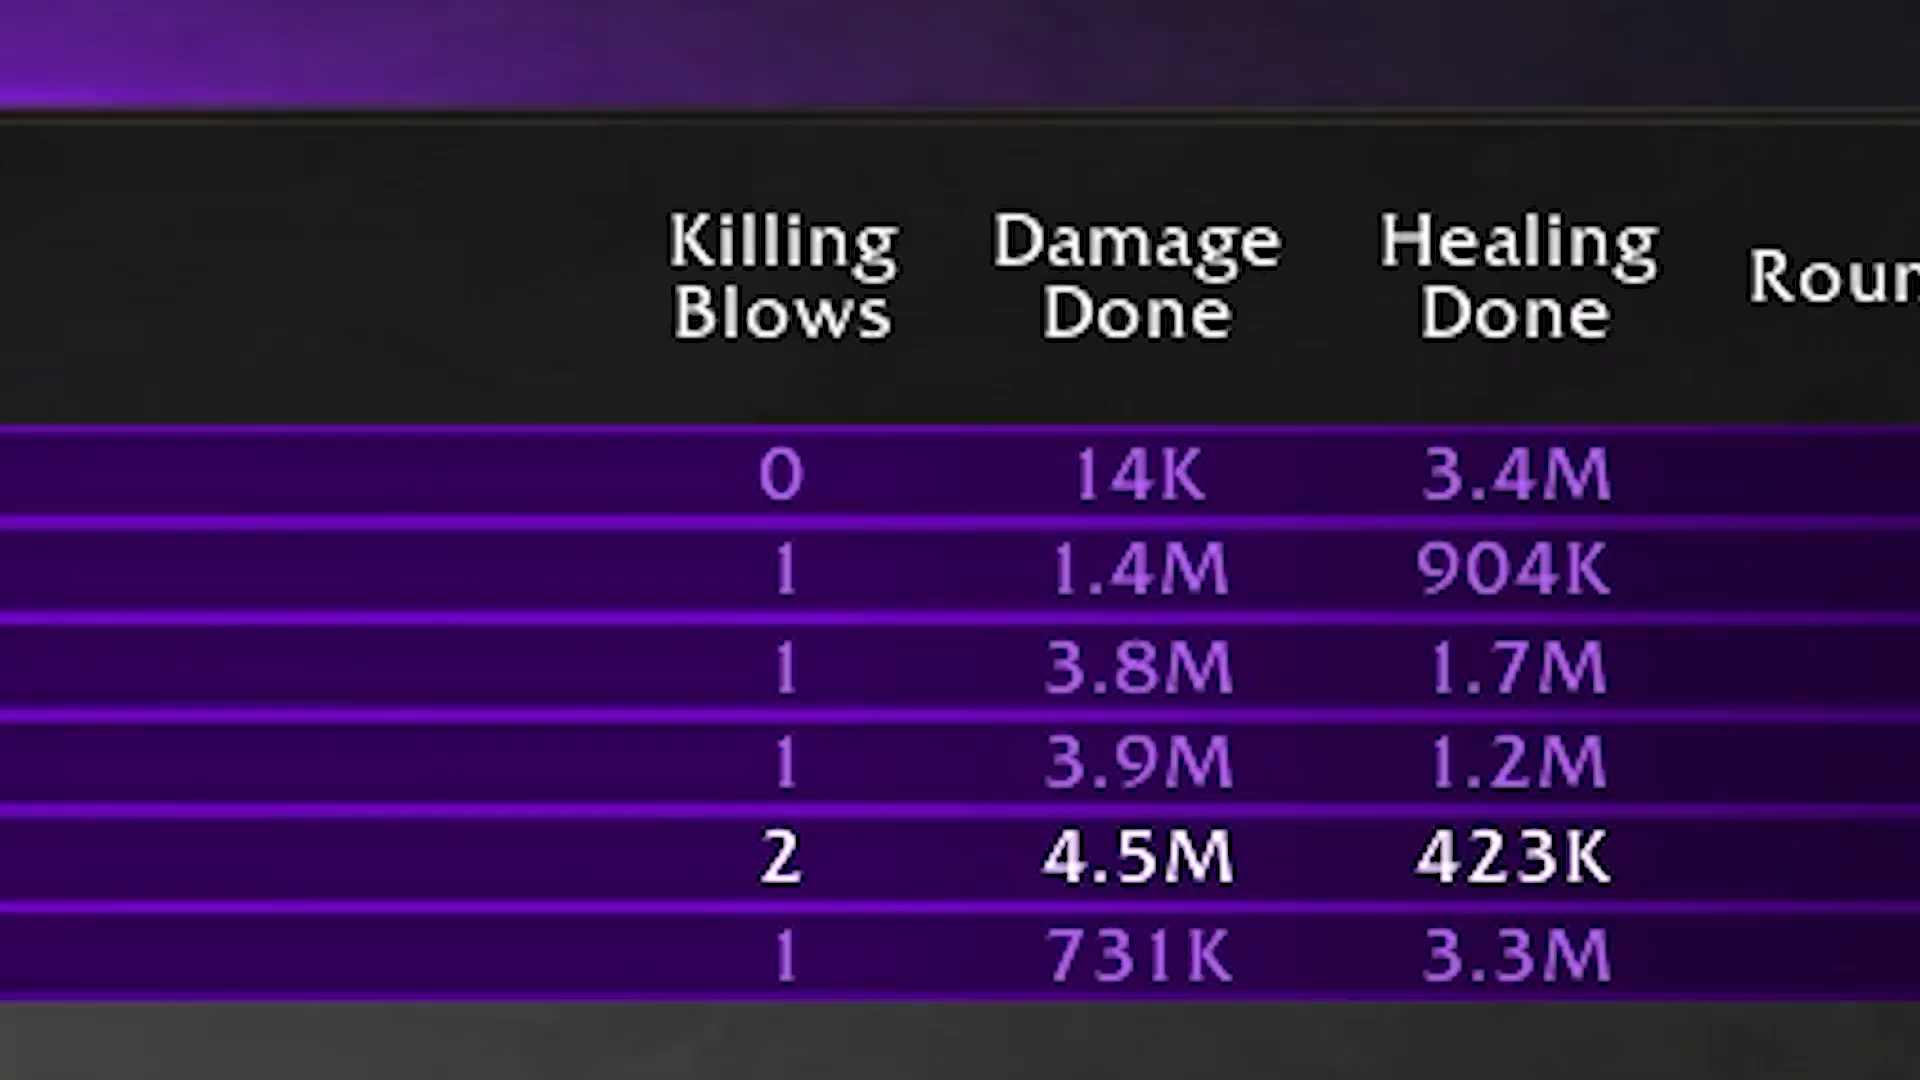 Killing Blows Damage Done Healing Done Roun
0 14K 3.4M
1 1.4M 904K
1 3.8M 1.7M
1 3.9M 1.2M
2 4.5M 423K
1 731K 3.3M